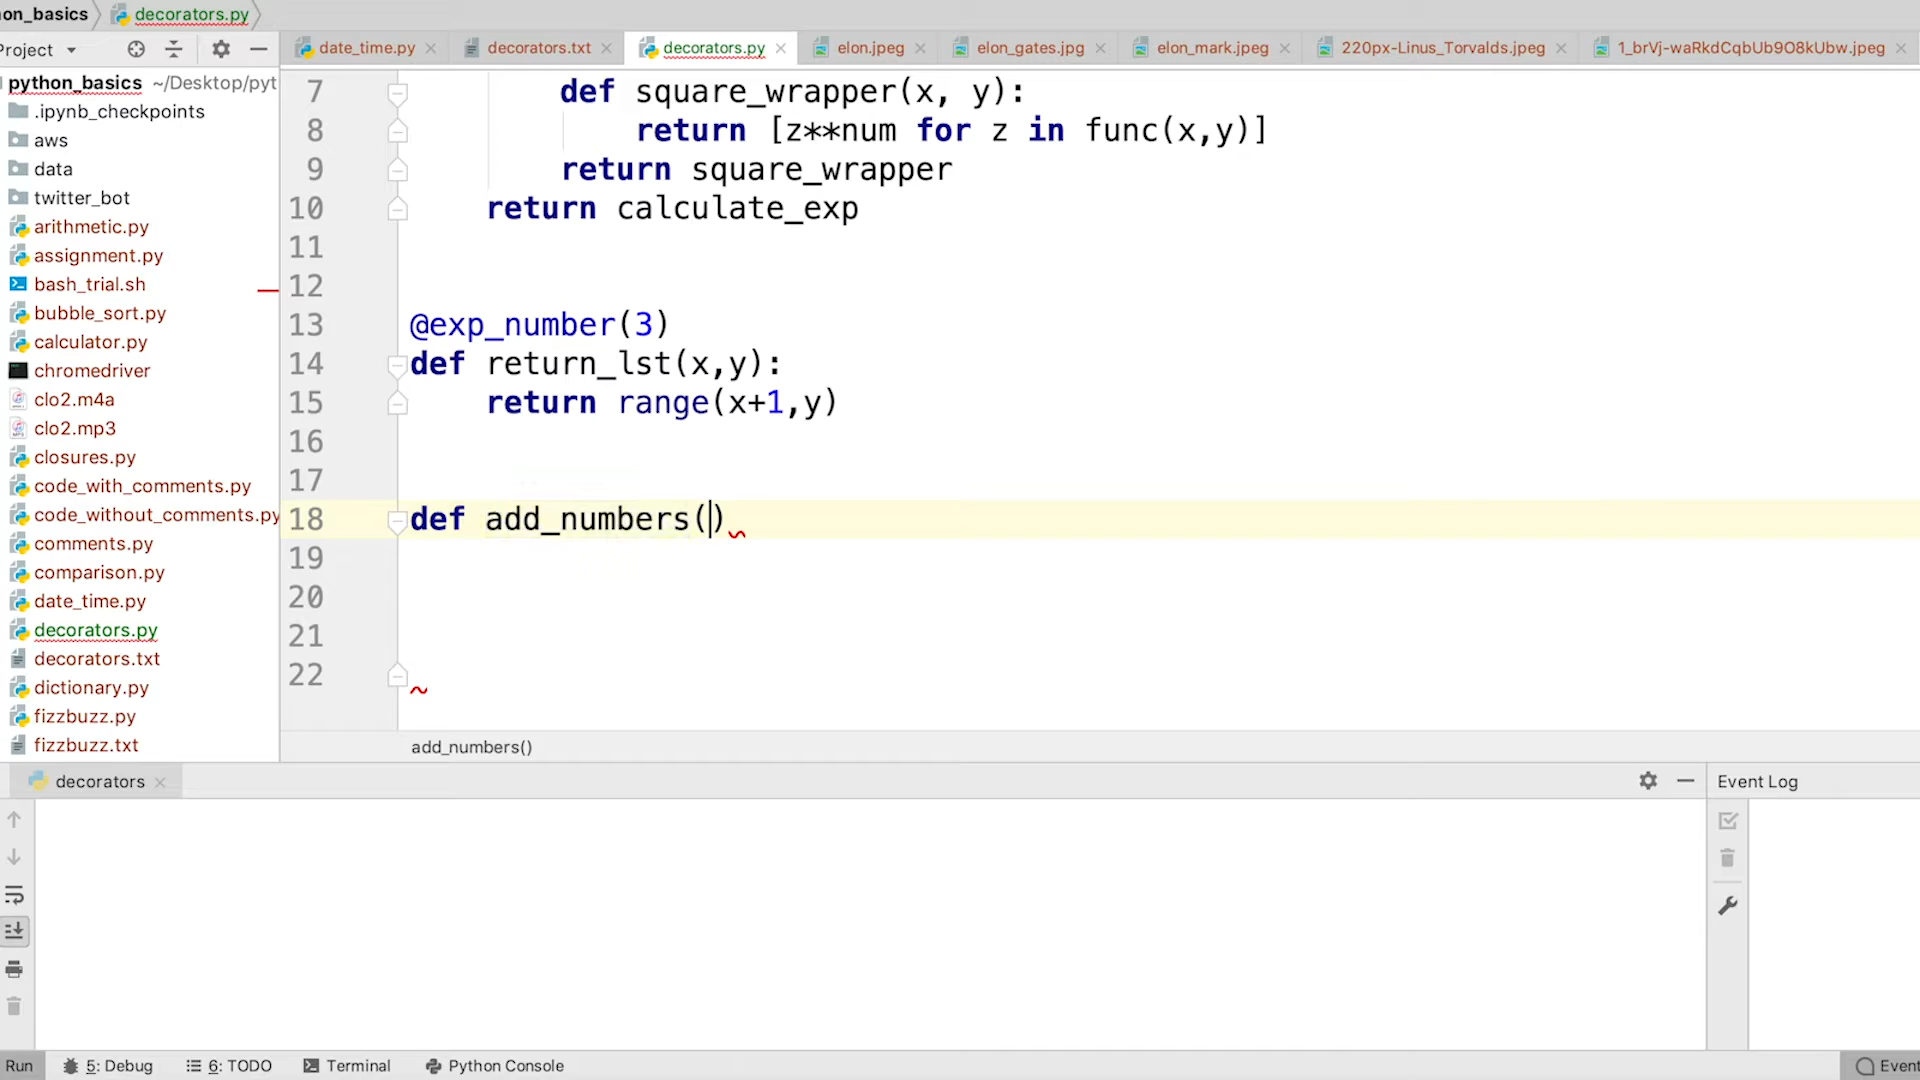 on_basics decorators.py
Project
date_time.py decorators.txt decorators.py elon.jpeg elon_gates.jpg elon_mark.jpeg 220px-Linus_Torvalds.jpeg 1_brVj-waRkdCqbUb9O8kUbw.jpeg
python_basics ~/Desktop/pyt
.ipynb_checkpoints
aws
data
twitter_bot
arithmetic.py
assignment.py
bash_trial.sh
bubble_sort.py
calculator.py
chromedriver
clo2.m4a
clo2.mp3
closures.py
code_with_comments.py
code_without_comments.py
comments.py
comparison.py
date_time.py
decorators.py
decorators.txt
dictionary.py
fizzbuzz.py
fizzbuzz.txt
7 def square_wrapper(x, y):
8 return [z**num for z in func(x,y)]
9 return square_wrapper
10 return calculate_exp
11
12
13 @exp_number(3)
14 def return_lst(x,y):
15 return range(x+1,y)
16
17
18 def add_numbers()
19
20
21
22
add_numbers()
decorators
Event Log
Run 5: Debug 6: TODO Terminal Python Console Event